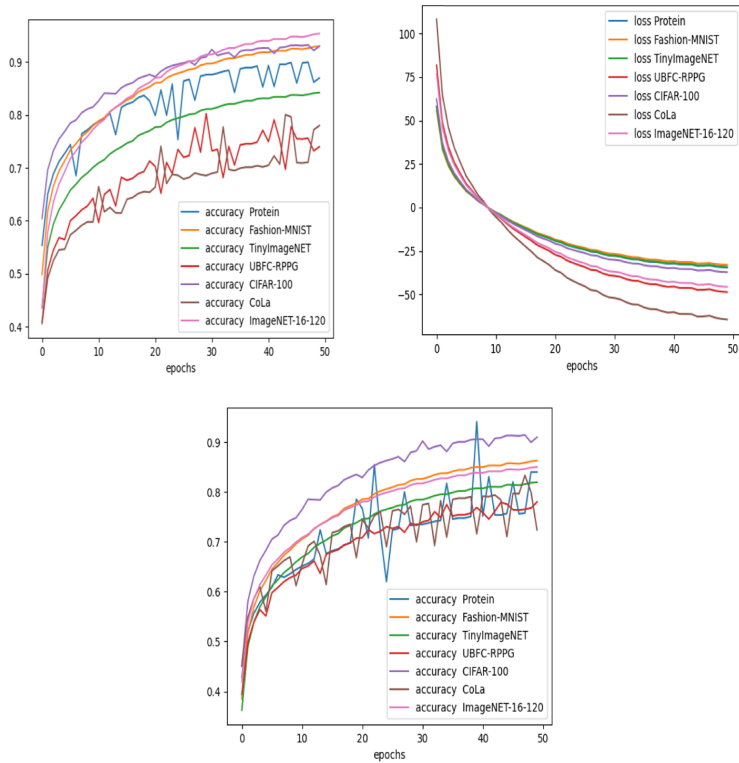 0.9
0.8
0.7
0.6
0.5
0.4
accuracy Protein
accuracy Fashion-MNIST
accuracy TinyImageNET
accuracy UBFC-RPPG
accuracy CIFAR-100
accuracy CoLa
accuracy ImageNET-16-120
0 10 20 30 40 50
epochs
100
75
50
25
0
−25
−50
loss Protein
loss Fashion-MNIST
loss TinyImageNET
loss UBFC-RPPG
loss CIFAR-100
loss CoLa
loss ImageNET-16-120
0 10 20 30 40 50
epochs
0.9
0.8
0.7
0.6
0.5
0.4
accuracy Protein
accuracy Fashion-MNIST
accuracy TinyImageNET
accuracy UBFC-RPPG
accuracy CIFAR-100
accuracy CoLa
accuracy ImageNET-16-120
0 10 20 30 40 50
epochs